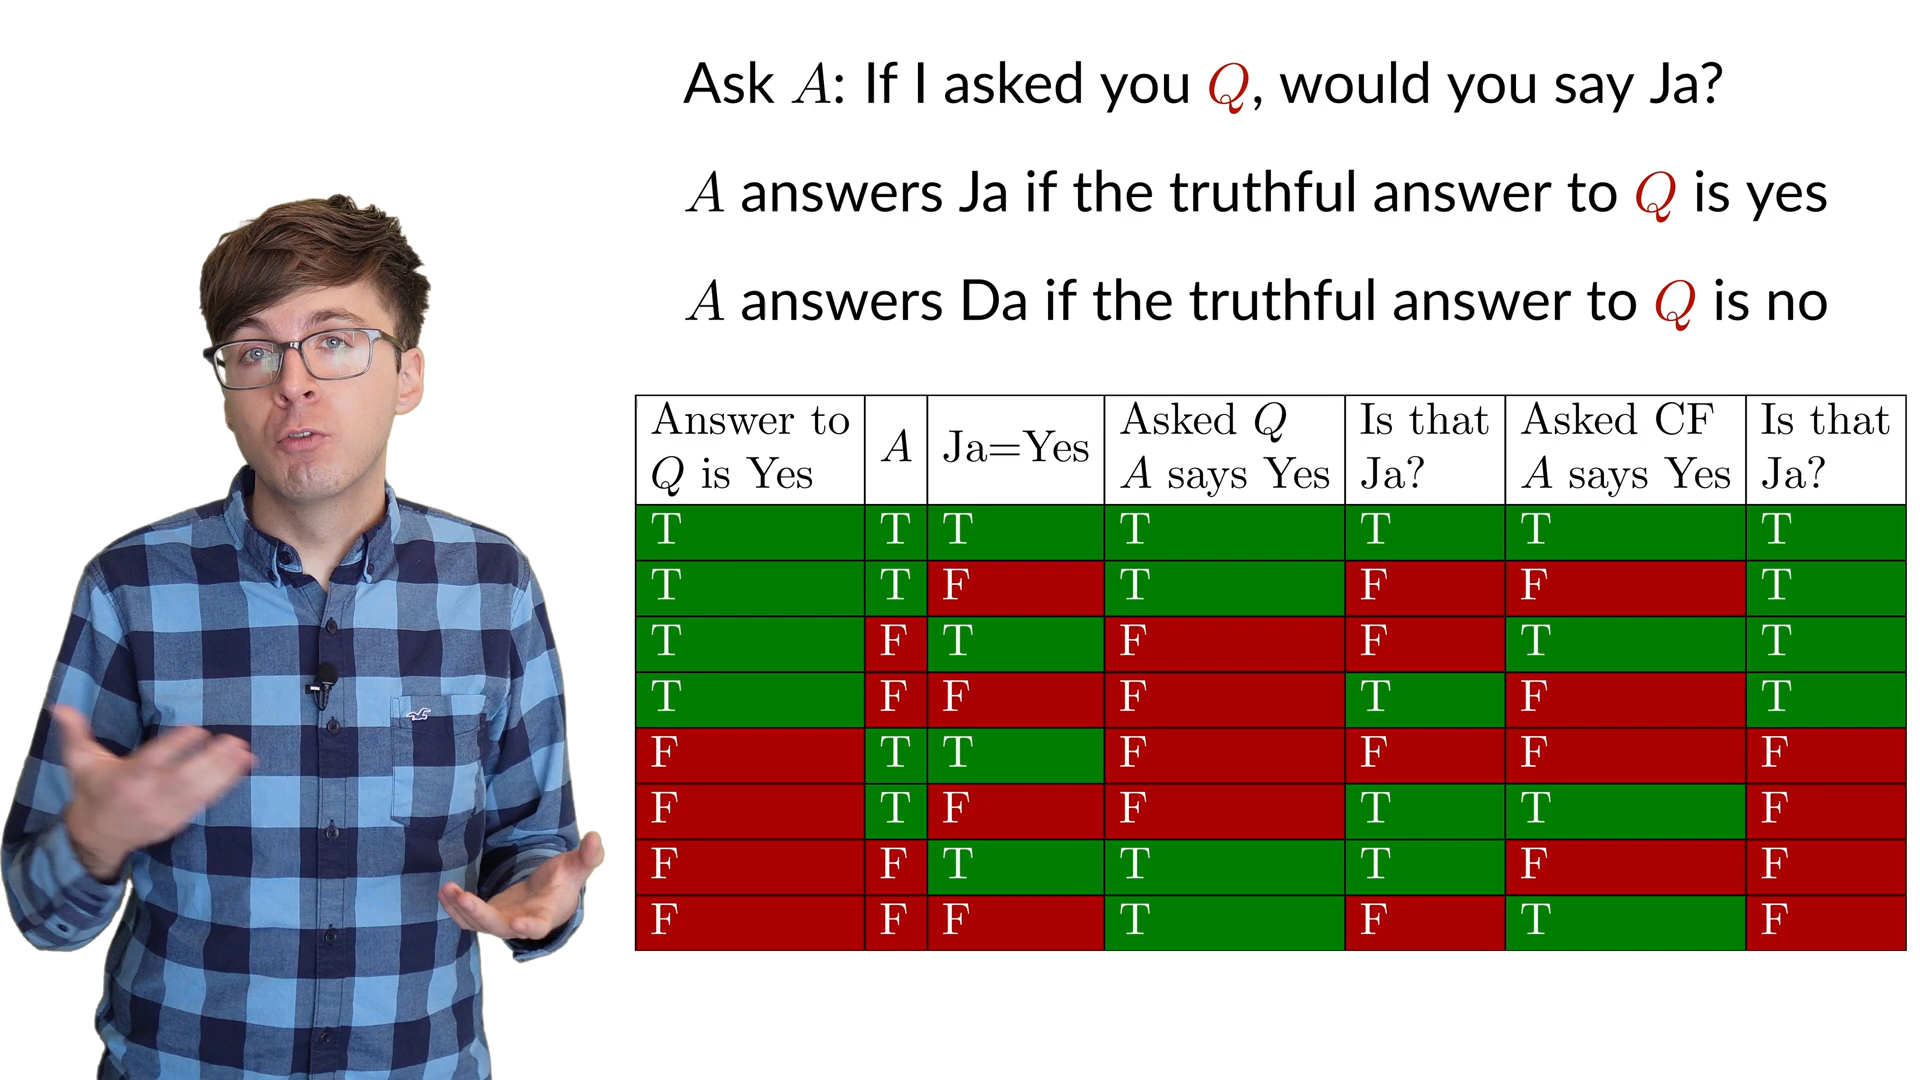 Ask A: If I asked you Q, would you say Ja?
A answers Ja if the truthful answer to Q is yes
A answers Da if the truthful answer to Q is no
Answer to Q is Yes | A | Ja=Yes | Asked Q A says Yes | Is that Ja? | Asked CF A says Yes | Is that Ja?
T T T T T T T
T T F T F F T
T F T F F T T
T F F F T F T
F T T F F F F
F T F F T T F
F F T T T F F
F F F T F T F